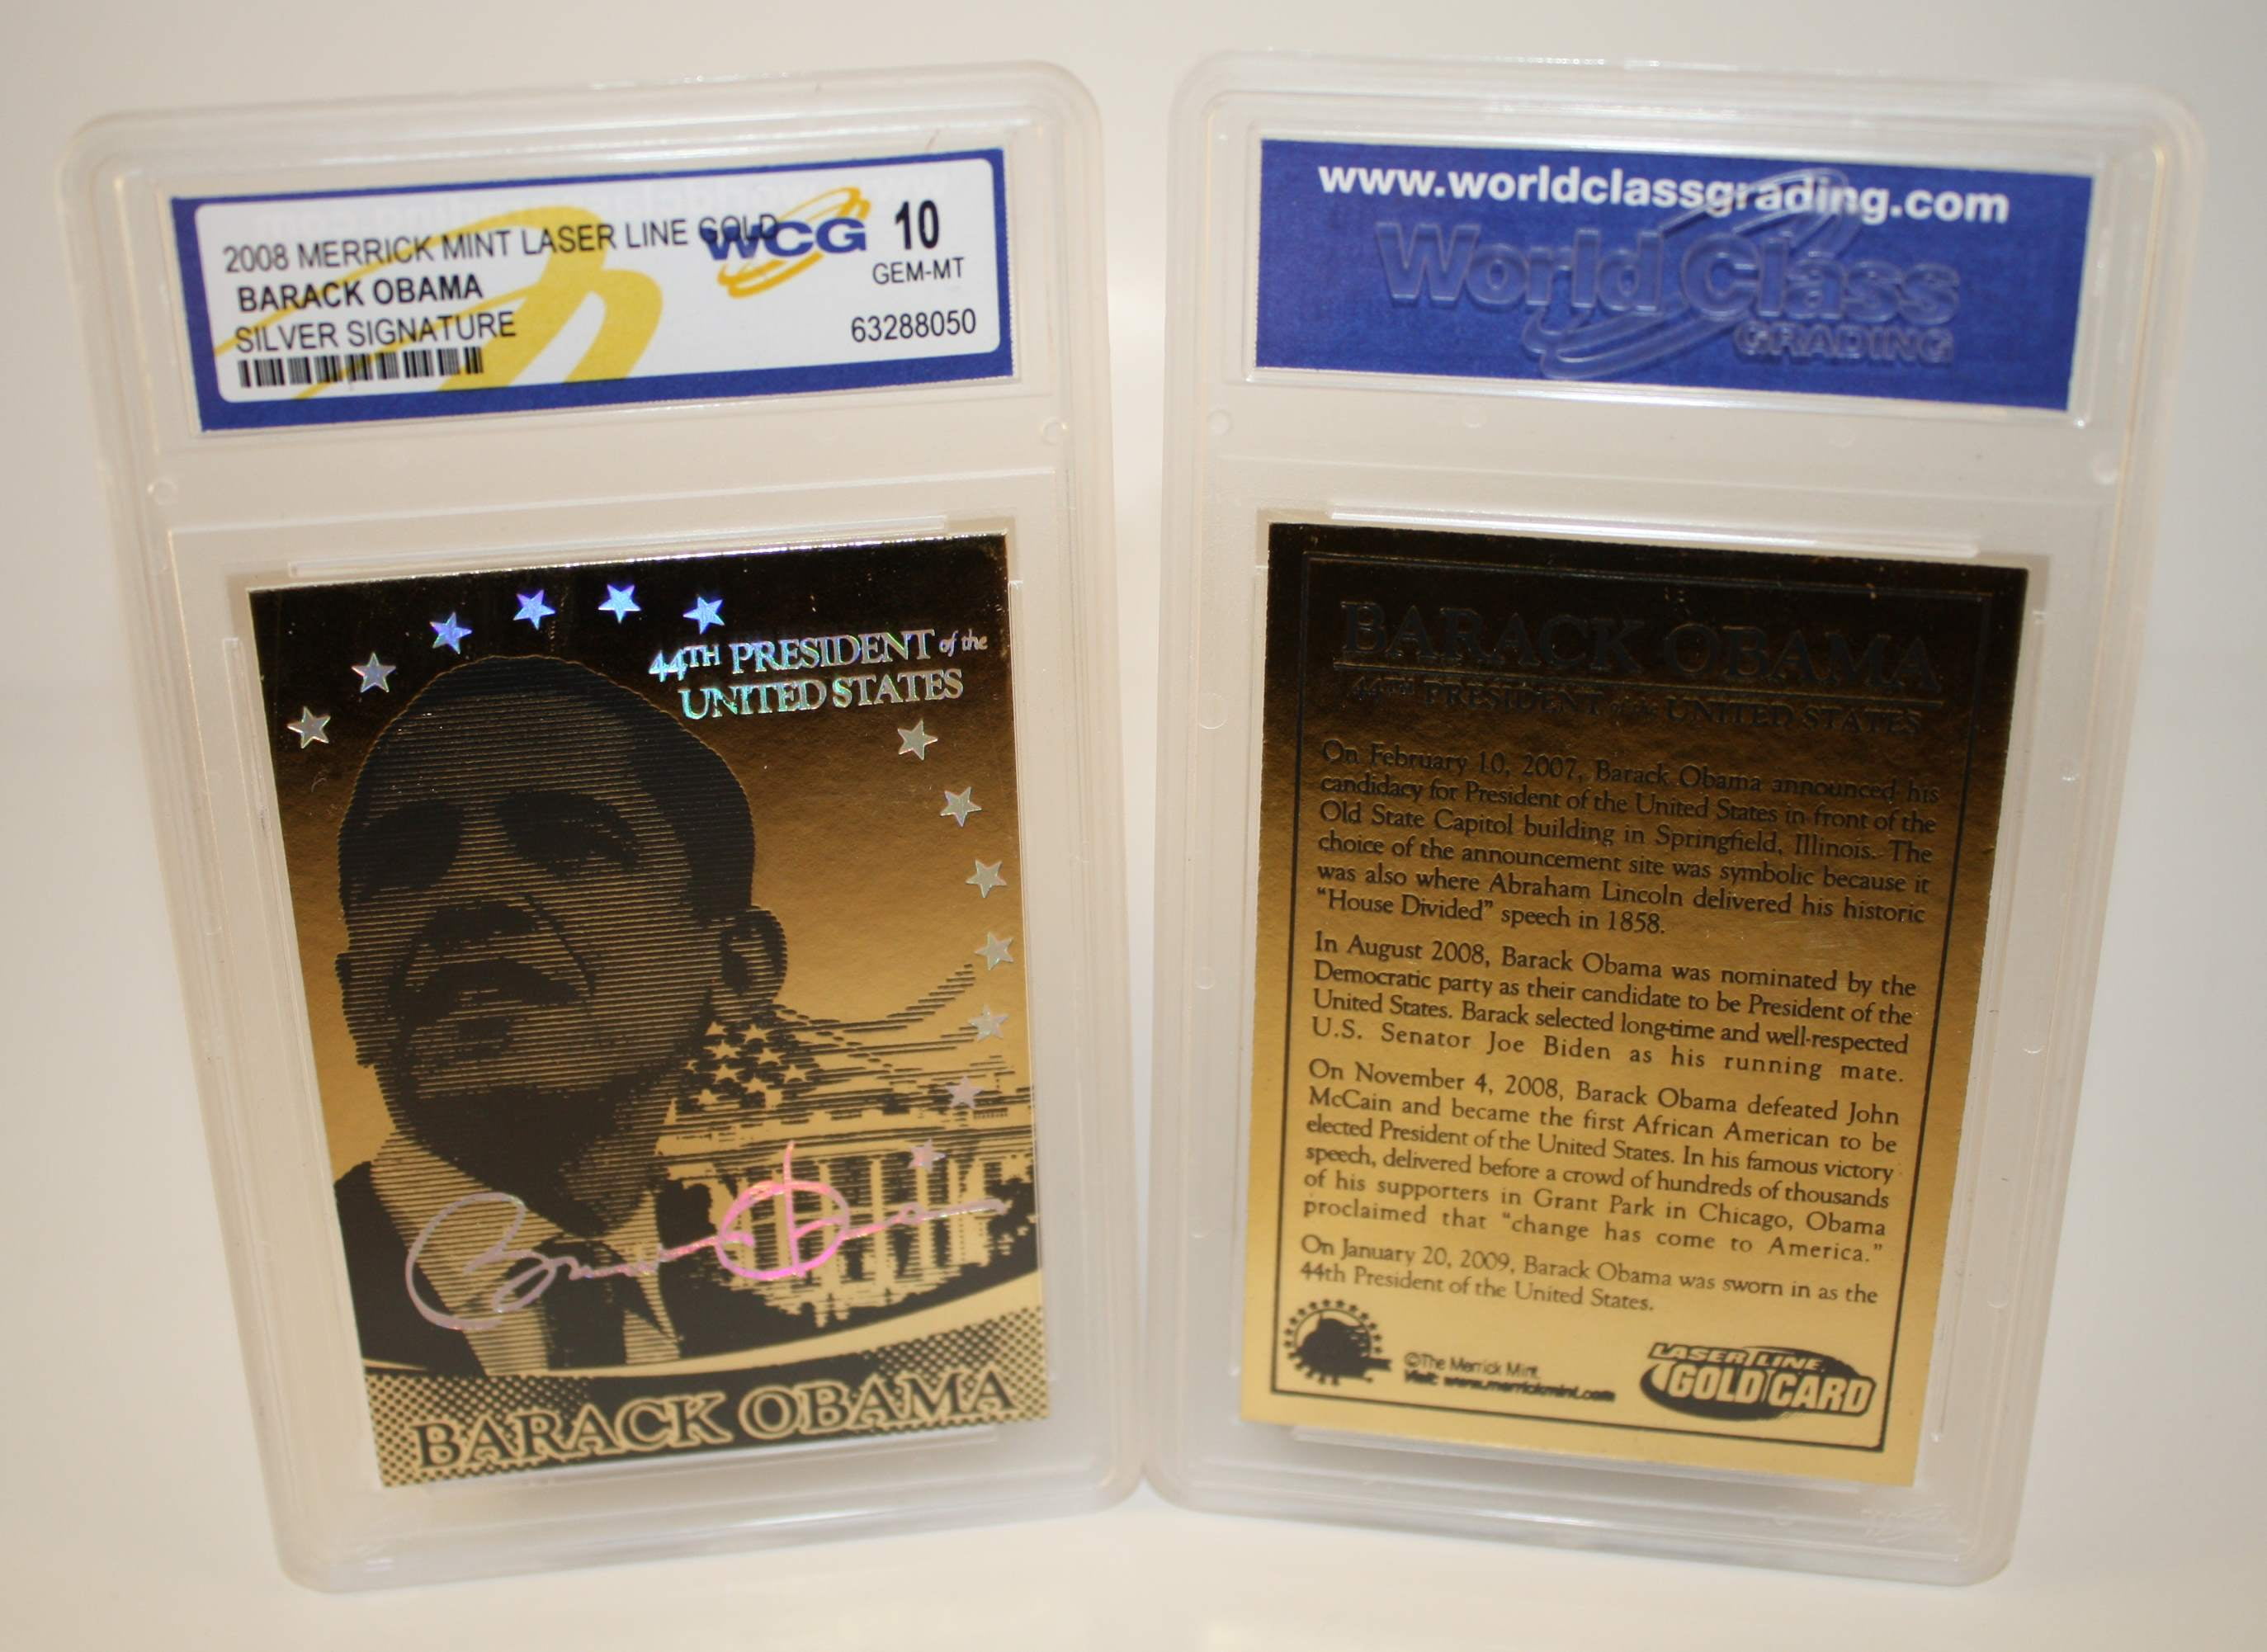 2008 MERRICK MINT LASER LINE GOLD
BARACK OBAMA
SILVER SIGNATURE
WCG
10
GEM-MT
63288050
44TH PRESIDENT of the
UNITED STATES
Barack Obama
BARACK OBAMA
www.worldclassgrading.com
World Class
GRADING
BARACK OBAMA
44TH PRESIDENT of the UNITED STATES
On February 10, 2007, Barack Obama announced his
candidacy for President of the United States in front of the
Old State Capitol building in Springfield, Illinois. The
choice of the announcement site was symbolic because it
was also where Abraham Lincoln delivered his historic
“House Divided” speech in 1858.
In August 2008, Barack Obama was nominated by the
Democratic party as their candidate to be President of the
United States. Barack selected long-time and well-respected
U.S. Senator Joe Biden as his running mate.
On November 4, 2008, Barack Obama defeated John
McCain and became the first African American to be
elected President of the United States. In his famous victory
speech, delivered before a crowd of hundreds of thousands
of his supporters in Grant Park in Chicago, Obama
proclaimed that “change has come to America.”
On January 20, 2009, Barack Obama was sworn in as the
44th President of the United States.
©The Merrick Mint
Visit: www.merrickmint.com
LASER LINE
GOLD CARD